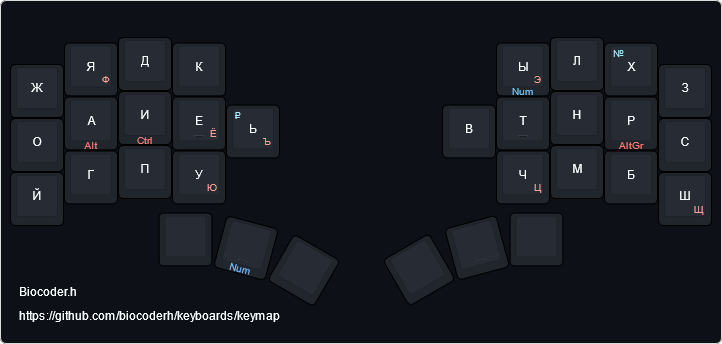 Д Л №
Я Ф К Ы Э Х
Ж Num З
А И Е Ё ₽ Ь Ъ В Т Н Р
О Alt Ctrl AltGr С
Г П У Ю Ч Ц М Б
Й Ш Щ
Num
Biocoder.h
https://github.com/biocoderh/keyboards/keymap